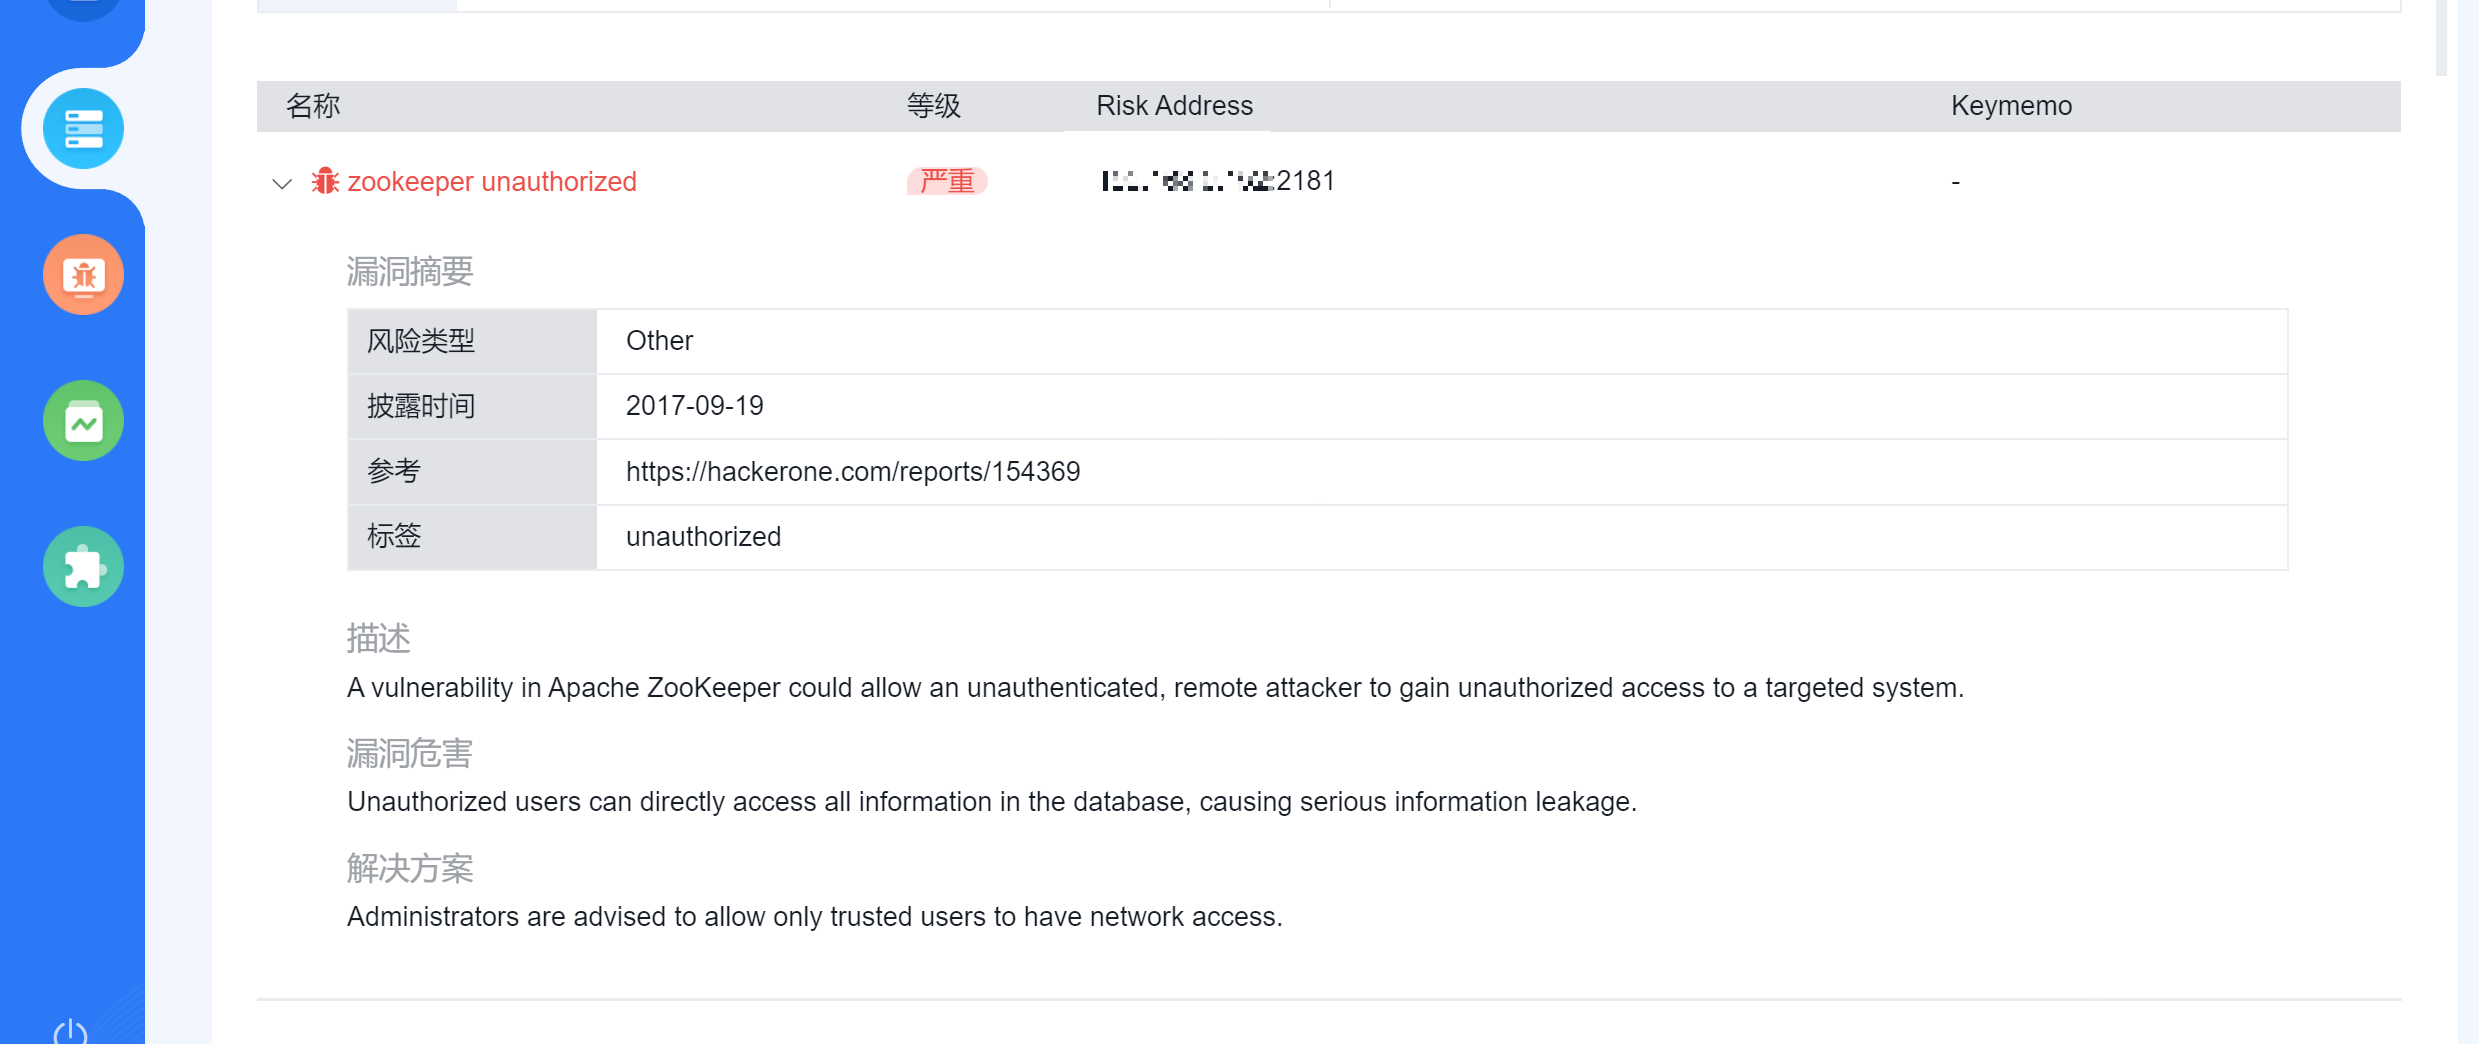 名称 等级 Risk Address Keymemo
zookeeper unauthorized 严重 :2181 -
漏洞摘要
风险类型 Other
披露时间 2017-09-19
参考 https://hackerone.com/reports/154369
标签 unauthorized
描述
A vulnerability in Apache ZooKeeper could allow an unauthenticated, remote attacker to gain unauthorized access to a targeted system.
漏洞危害
Unauthorized users can directly access all information in the database, causing serious information leakage.
解决方案
Administrators are advised to allow only trusted users to have network access.